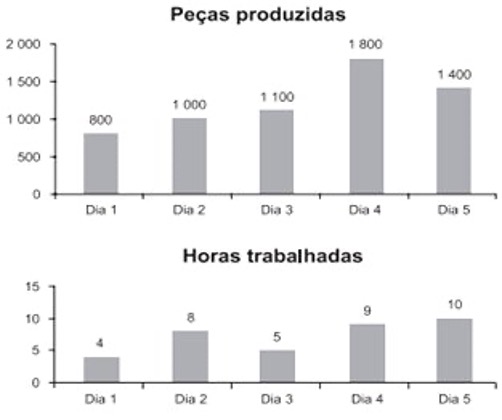 Peças produzidas
2 000
1 500
1 000
500
0
800
1 000
1 100
1 800
1 400
Dia 1
Dia 2
Dia 3
Dia 4
Dia 5
Horas trabalhadas
15
10
5
0
4
8
5
9
10
Dia 1
Dia 2
Dia 3
Dia 4
Dia 5